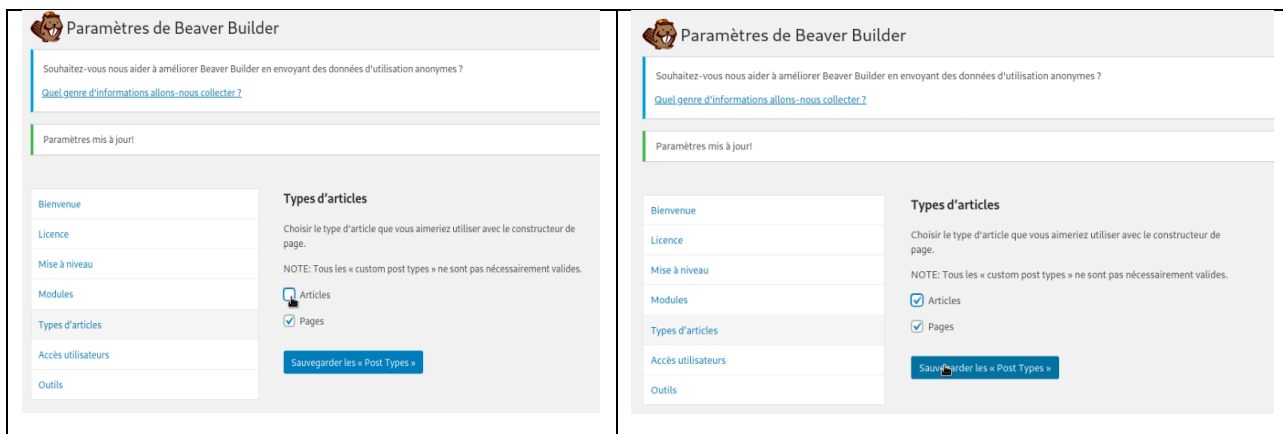 Paramètres de Beaver Builder
Souhaitez-vous nous aider à améliorer Beaver Builder en envoyant des données d'utilisation anonymes ?
Quel genre d'informations allons-nous collecter ?
Paramètres mis à jour!
Bienvenue
Licence
Mise à niveau
Modules
Types d'articles
Accès utilisateurs
Outils
Types d'articles
Choisir le type d'article que vous aimeriez utiliser avec le constructeur de
page.
NOTE: Tous les « custom post types » ne sont pas nécessairement valides.
Articles
Pages
Sauvegarder les « Post Types »
Paramètres de Beaver Builder
Souhaitez-vous nous aider à améliorer Beaver Builder en envoyant des données d'utilisation anonymes ?
Quel genre d'informations allons-nous collecter ?
Paramètres mis à jour!
Bienvenue
Licence
Mise à niveau
Modules
Types d'articles
Accès utilisateurs
Outils
Types d'articles
Choisir le type d'article que vous aimeriez utiliser avec le constructeur de
page.
NOTE: Tous les « custom post types » ne sont pas nécessairement valides.
Articles
Pages
Sauvegarder les « Post Types »